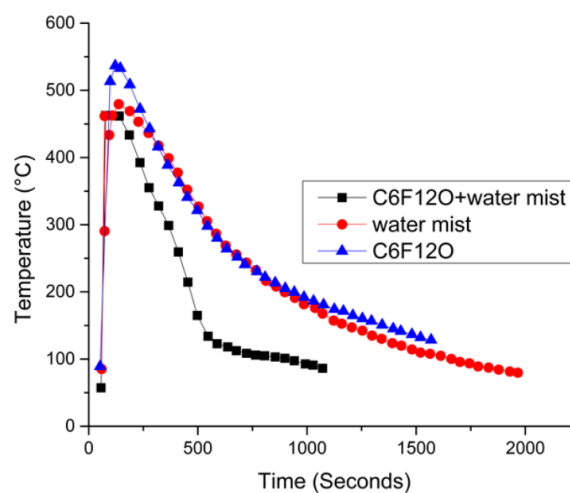 600
500
400
300
200
100
0
Temperature (°C)
C6F12O+water mist
water mist
C6F12O
0 500 1000 1500 2000
Time (Seconds)